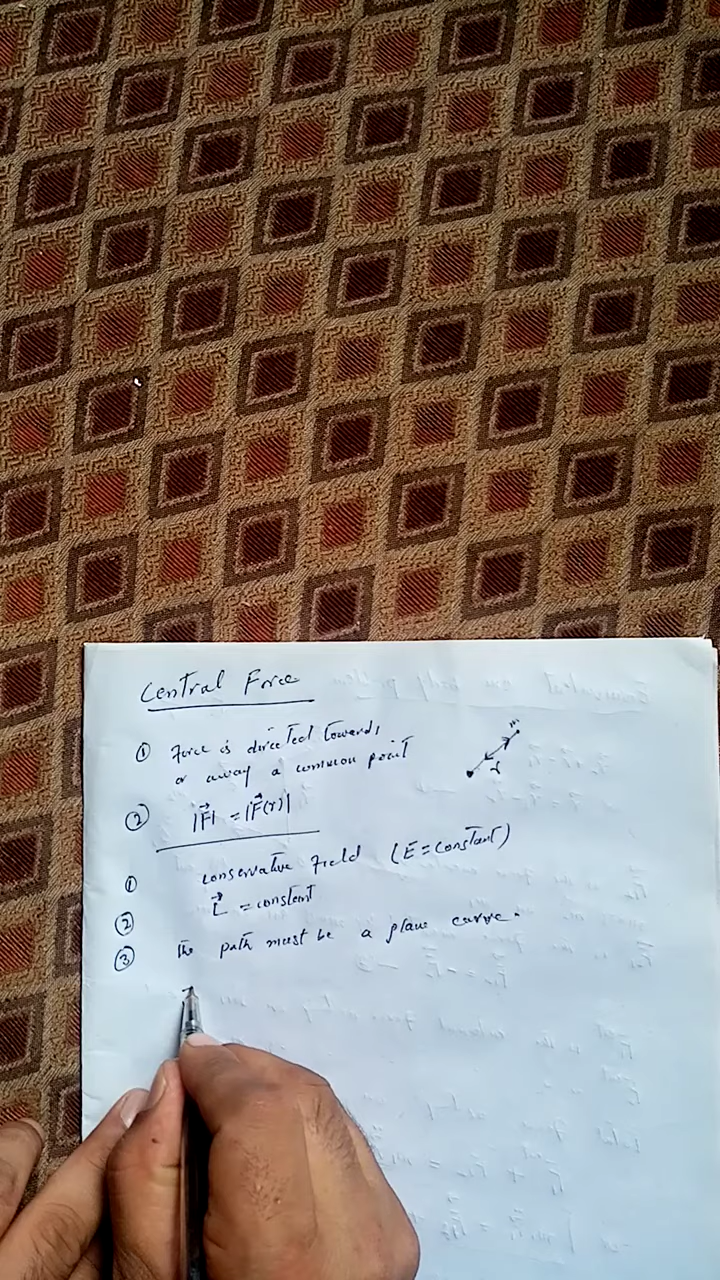 Central Force
① Force is directed towards
or away a common point
m
r
② |F⃗| = |F⃗(r)|
① conservative field (E = constant)
② L⃗ = constant
③ The path must be a plane curve.